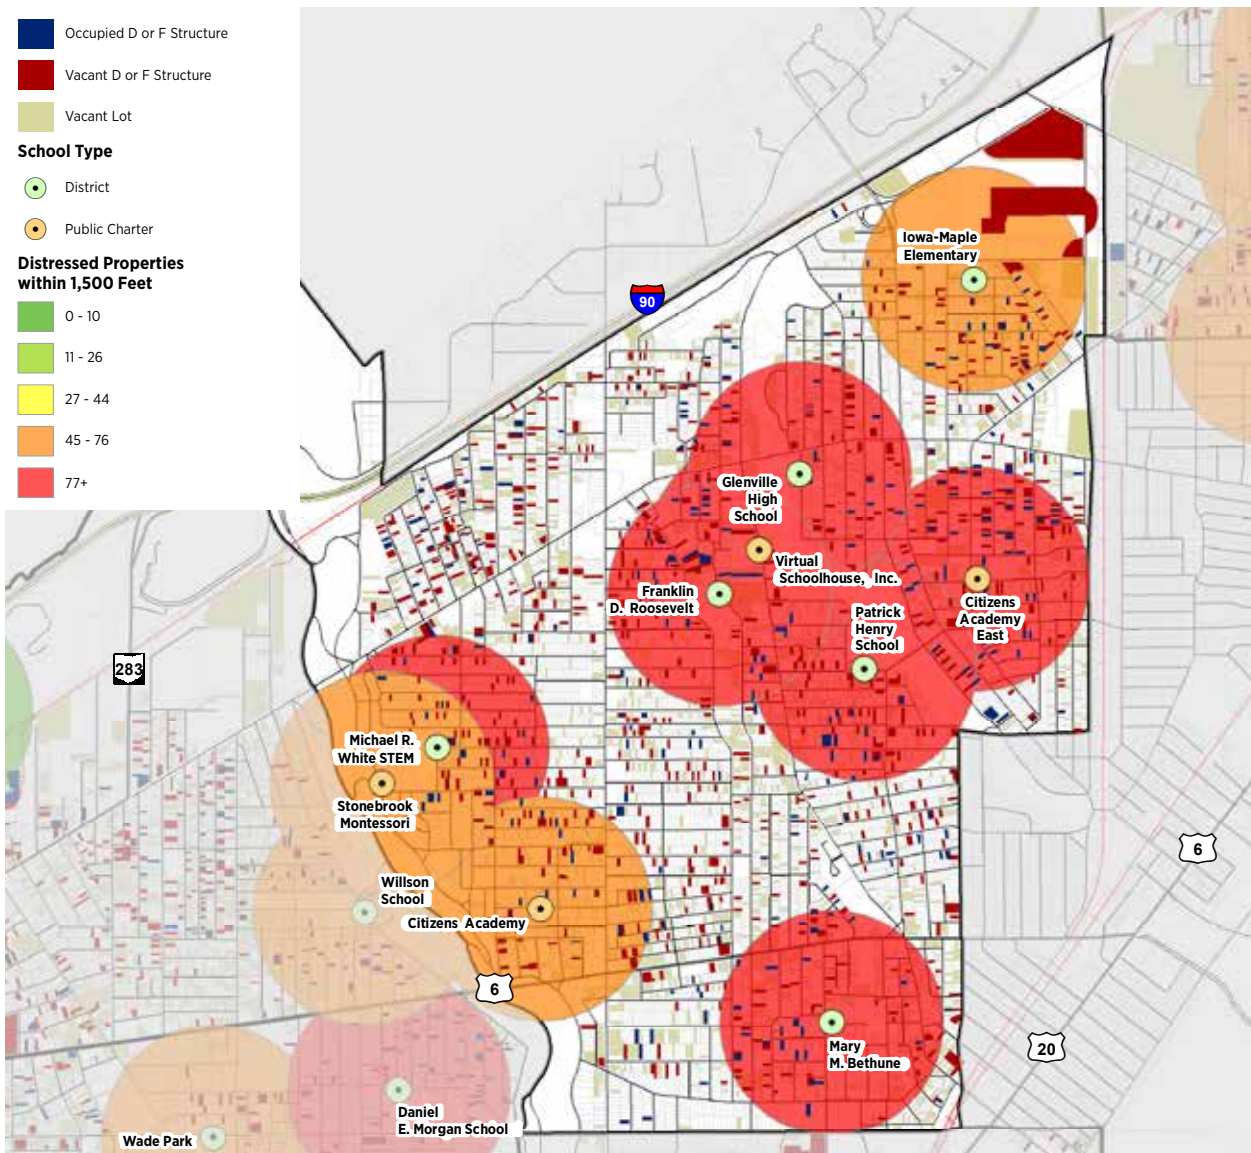 Occupied D or F Structure
Vacant D or F Structure
Vacant Lot
School Type
District
Public Charter
Distressed Properties
within 1,500 Feet
0 - 10
11 - 26
27 - 44
45 - 76
77+
90
Iowa-Maple
Elementary
Glenville
High
School
Virtual
Schoolhouse, Inc.
Franklin
D. Roosevelt
Patrick
Henry
School
Citizens
Academy
East
283
Michael R.
White STEM
Stonebrook
Montessori
Willson
School
Citizens Academy
6
6
20
Mary
M. Bethune
Daniel
E. Morgan School
Wade Park